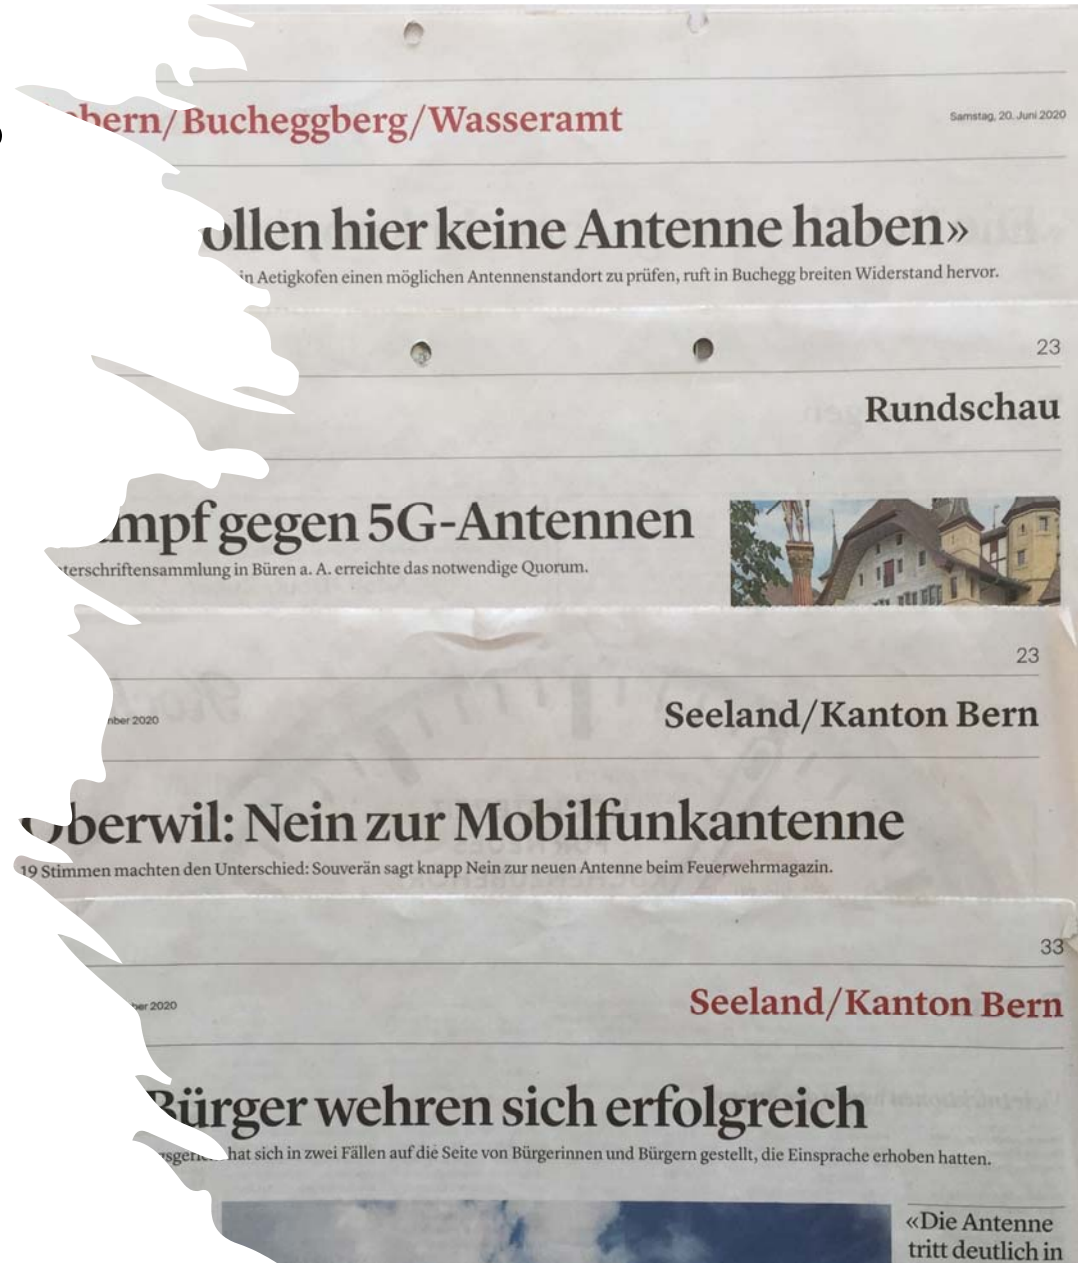 bern/Bucheggberg/Wasseramt
Samstag, 20. Juni 2020
ollen hier keine Antenne haben»
in Aetigkofen einen möglichen Antennenstandort zu prüfen, ruft in Buchegg breiten Widerstand hervor.
23
Rundschau
mpf gegen 5G-Antennen
terschriftensammlung in Büren a. A. erreichte das notwendige Quorum.
23
mber 2020
Seeland/Kanton Bern
Oberwil: Nein zur Mobilfunkantenne
19 Stimmen machten den Unterschied: Souverän sagt knapp Nein zur neuen Antenne beim Feuerwehrmagazin.
33
ber 2020
Seeland/Kanton Bern
Bürger wehren sich erfolgreich
hat sich in zwei Fällen auf die Seite von Bürgerinnen und Bürgern gestellt, die Einsprache erhoben hatten.
«Die Antenne
tritt deutlich in